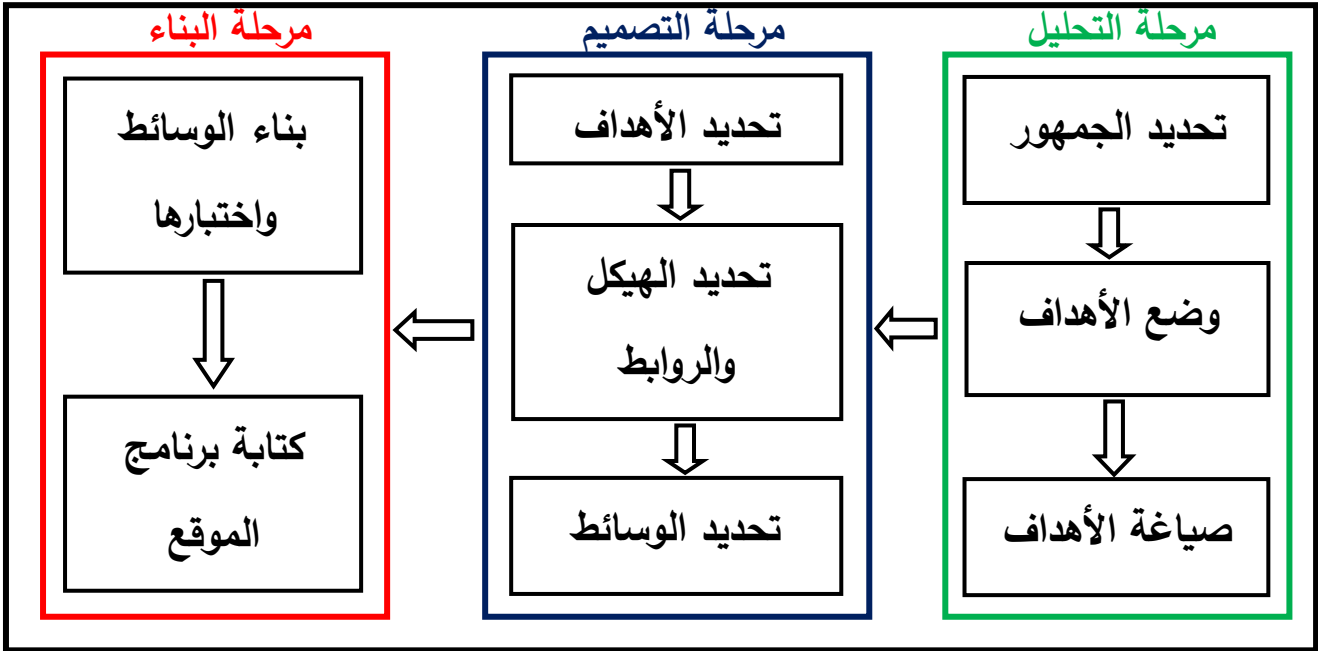 مرحلة التحليل
تحديد الجمهور
وضع الأهداف
صياغة الأهداف
مرحلة التصميم
تحديد الأهداف
تحديد الهيكل
والروابط
تحديد الوسائط
مرحلة البناء
بناء الوسائط
واختبارها
كتابة برنامج
الموقع